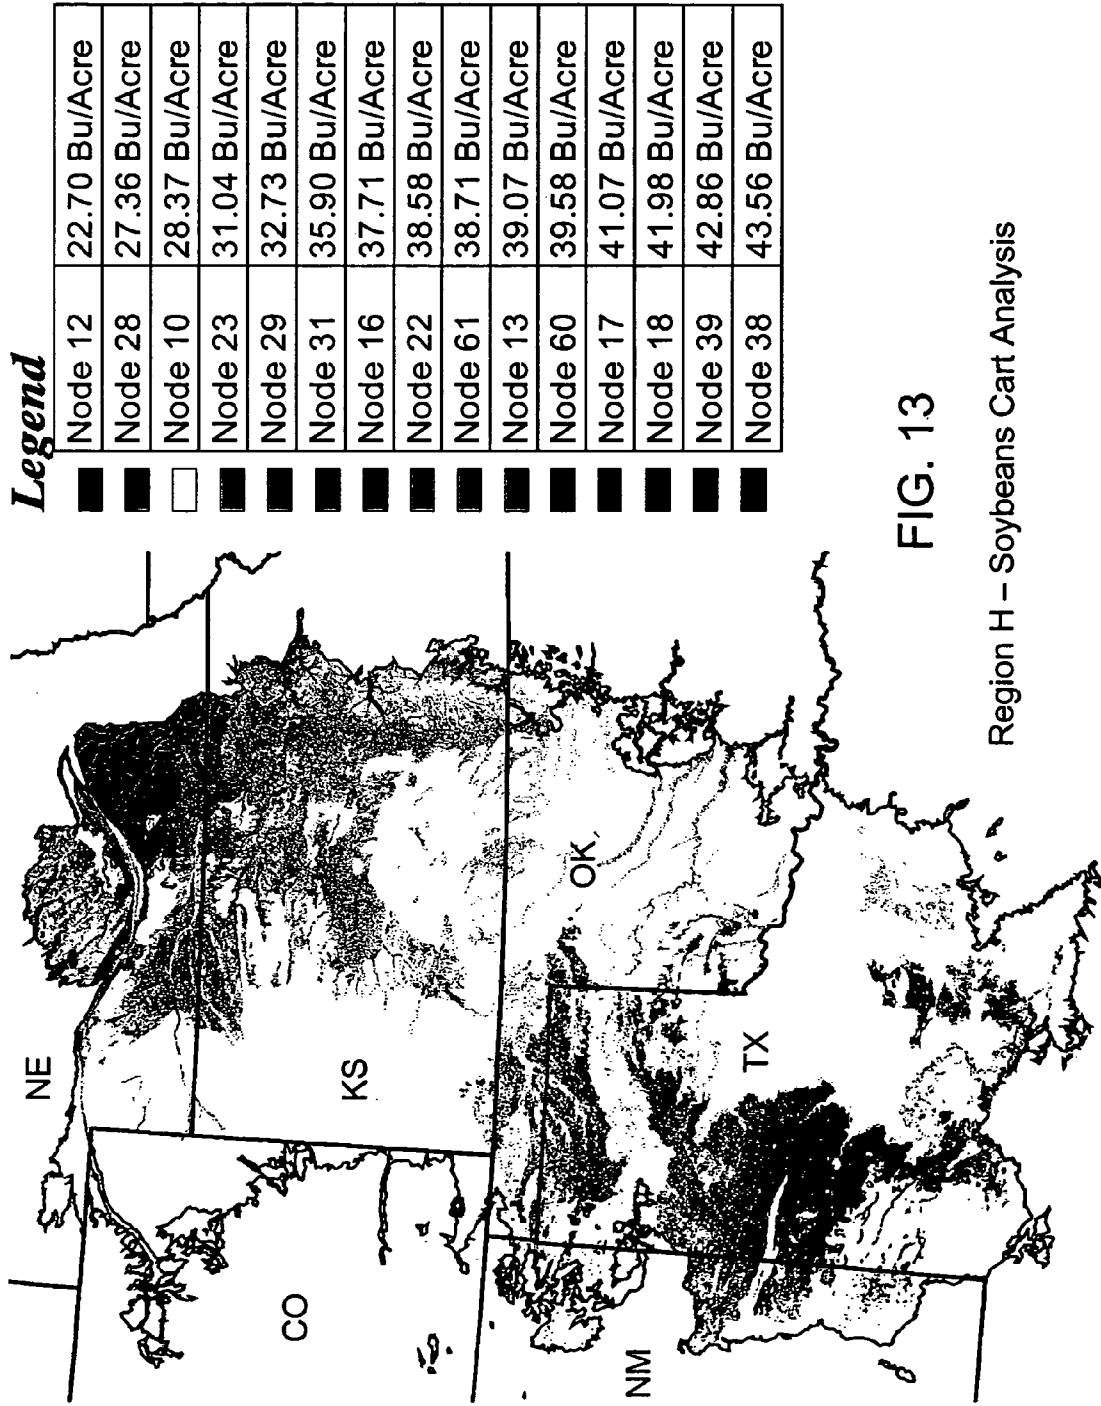 Legend
Node 12 22.70 Bu/Acre
Node 28 27.36 Bu/Acre
Node 10 28.37 Bu/Acre
Node 23 31.04 Bu/Acre
Node 29 32.73 Bu/Acre
Node 31 35.90 Bu/Acre
Node 16 37.71 Bu/Acre
Node 22 38.58 Bu/Acre
Node 61 38.71 Bu/Acre
Node 13 39.07 Bu/Acre
Node 60 39.58 Bu/Acre
Node 17 41.07 Bu/Acre
Node 18 41.98 Bu/Acre
Node 39 42.86 Bu/Acre
Node 38 43.56 Bu/Acre
NE
KS
CO
OK
TX
NM
FIG. 13
Region H – Soybeans Cart Analysis